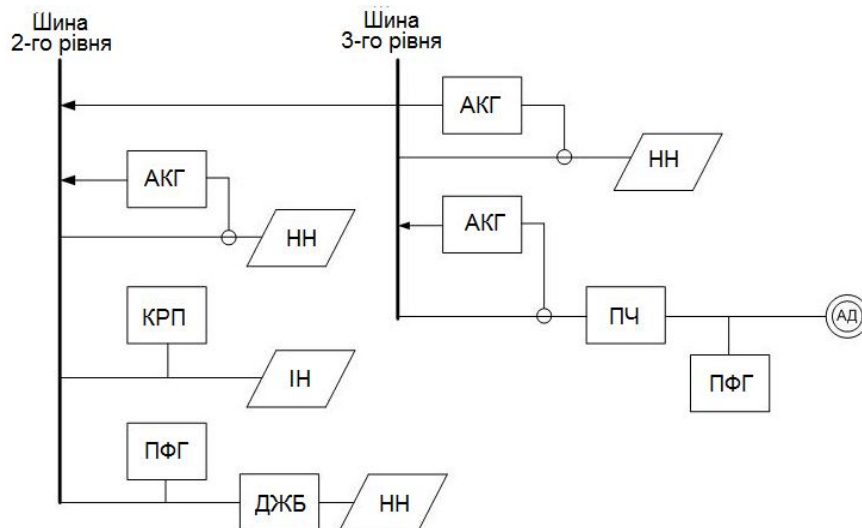 Шина
2-го рівня
Шина
3-го рівня
АКГ
НН
АКГ
НН
АКГ
КРП
ПЧ
АД
ІН
ПФГ
ПФГ
ДЖБ
НН